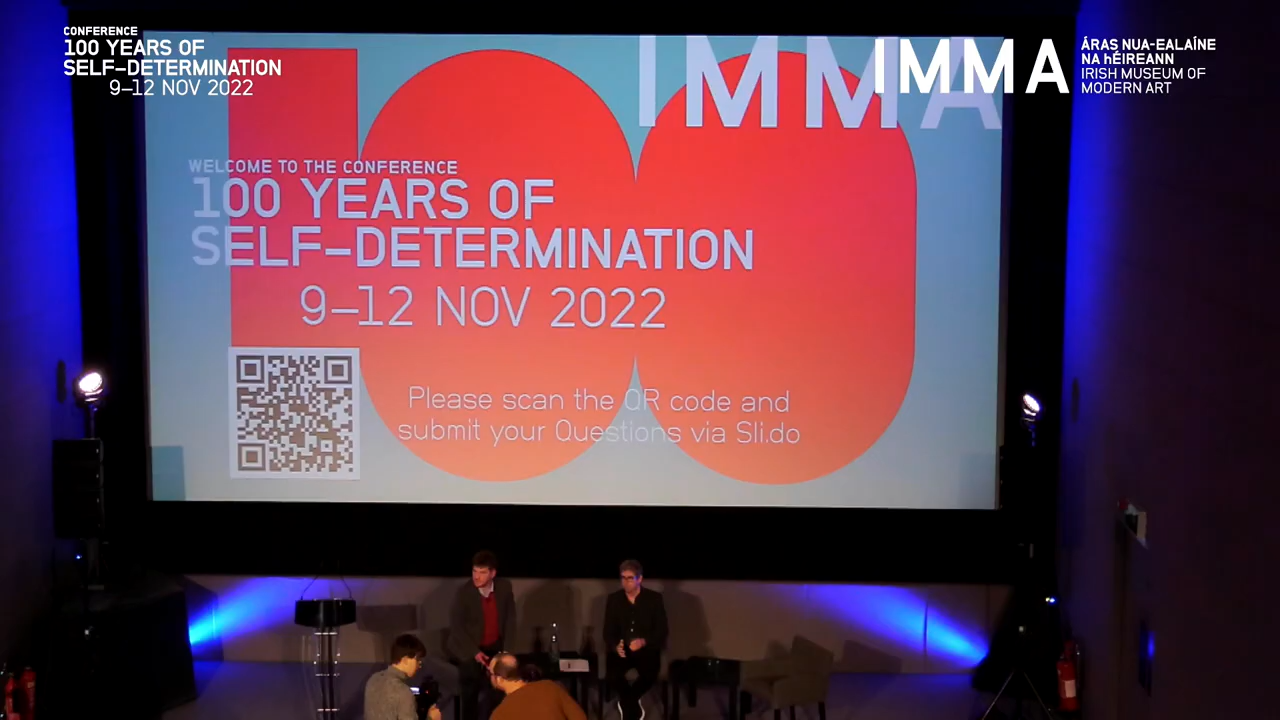 CONFERENCE
100 YEARS OF
SELF–DETERMINATION
9–12 NOV 2022
IMMA
ÁRAS NUA-EALAÍNE
NA hÉIREANN
IRISH MUSEUM OF
MODERN ART
IMMA
WELCOME TO THE CONFERENCE
100 YEARS OF
SELF–DETERMINATION
9–12 NOV 2022
Please scan the QR code and
submit your Questions via Sli.do